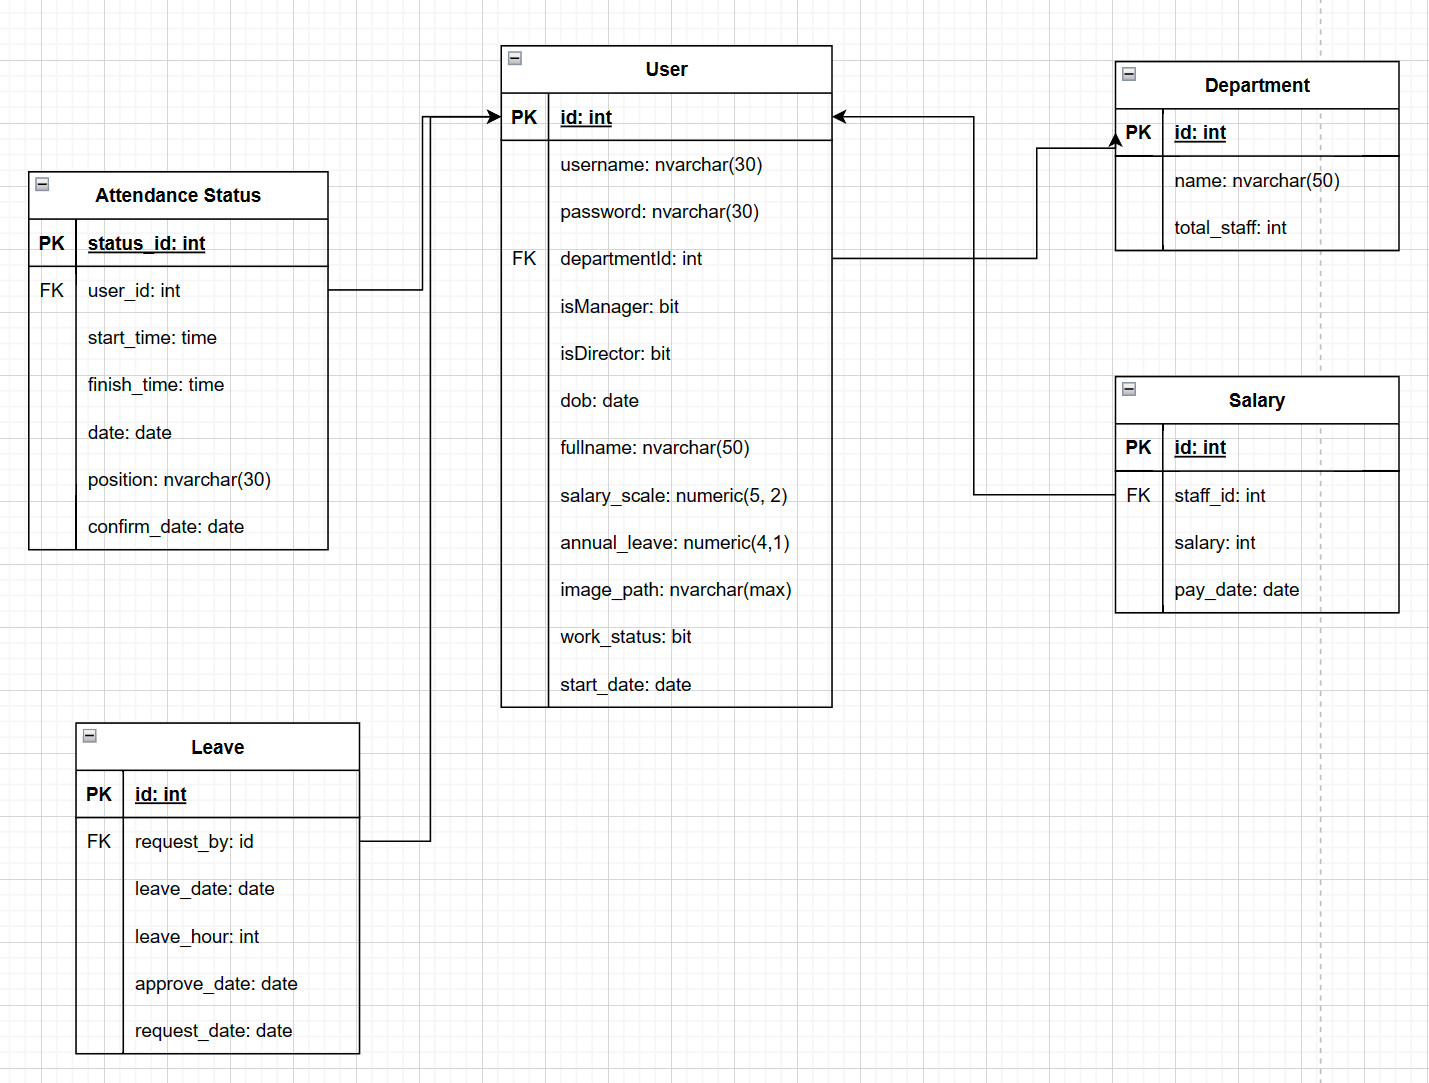 User
PK id: int
username: nvarchar(30)
password: nvarchar(30)
FK departmentId: int
isManager: bit
isDirector: bit
dob: date
fullname: nvarchar(50)
salary_scale: numeric(5, 2)
annual_leave: numeric(4,1)
image_path: nvarchar(max)
work_status: bit
start_date: date
Department
PK id: int
name: nvarchar(50)
total_staff: int
Attendance Status
PK status_id: int
FK user_id: int
start_time: time
finish_time: time
date: date
position: nvarchar(30)
confirm_date: date
Salary
PK id: int
FK staff_id: int
salary: int
pay_date: date
Leave
PK id: int
FK request_by: id
leave_date: date
leave_hour: int
approve_date: date
request_date: date